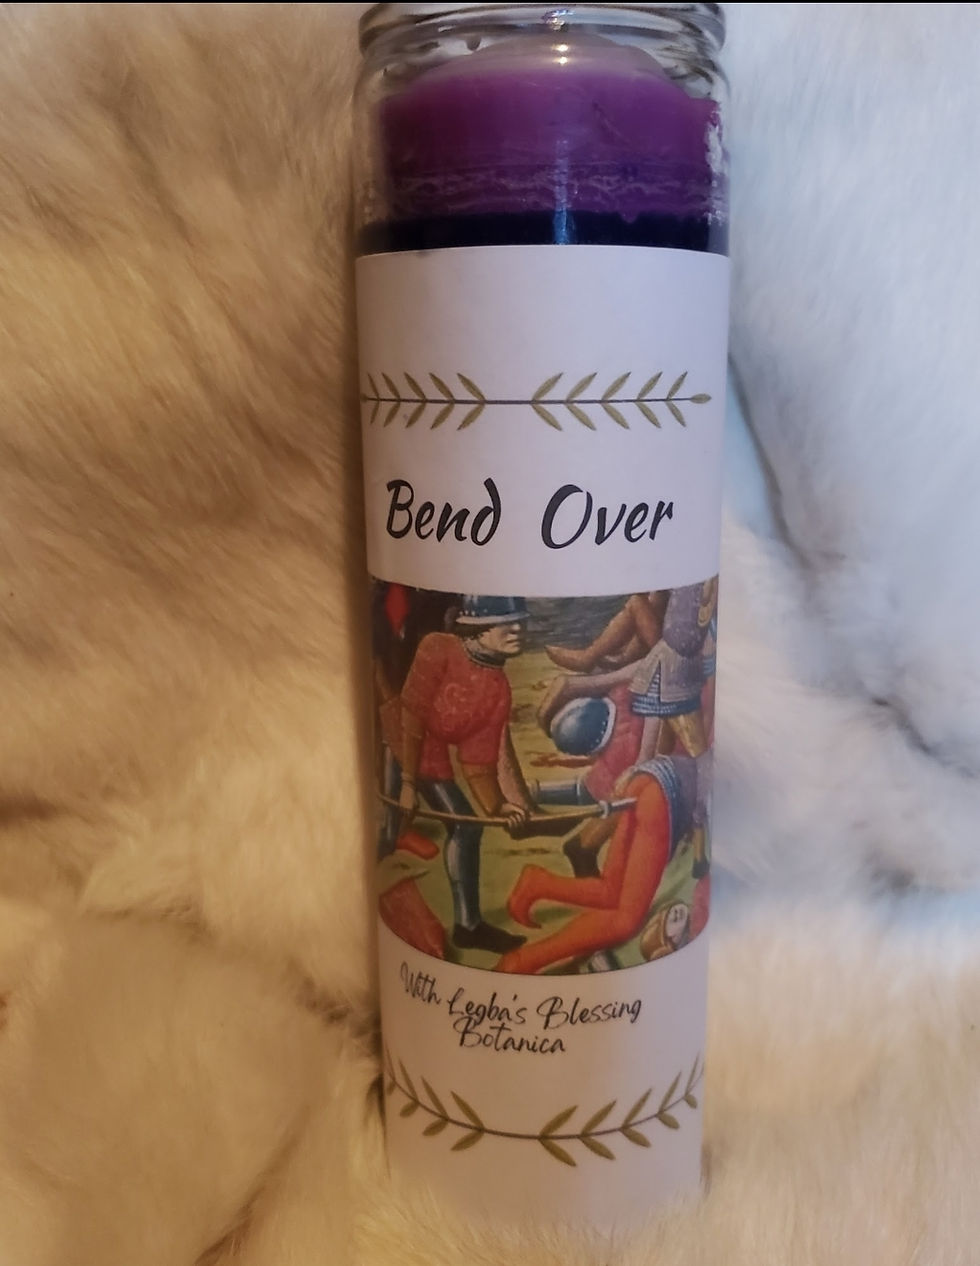 Bend Over
With Legba's Blessing
Botanica